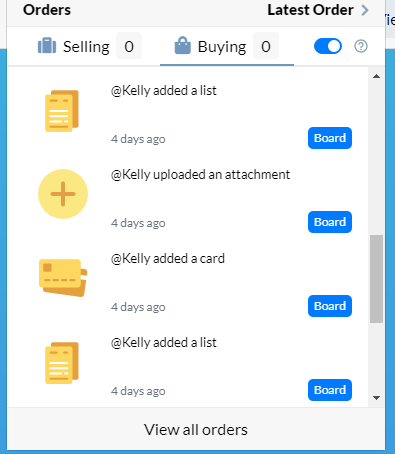 Orders Latest Order
Selling 0 Buying 0
@Kelly added a list
4 days ago Board
@Kelly uploaded an attachment
4 days ago Board
@Kelly added a card
4 days ago Board
@Kelly added a list
4 days ago Board
View all orders